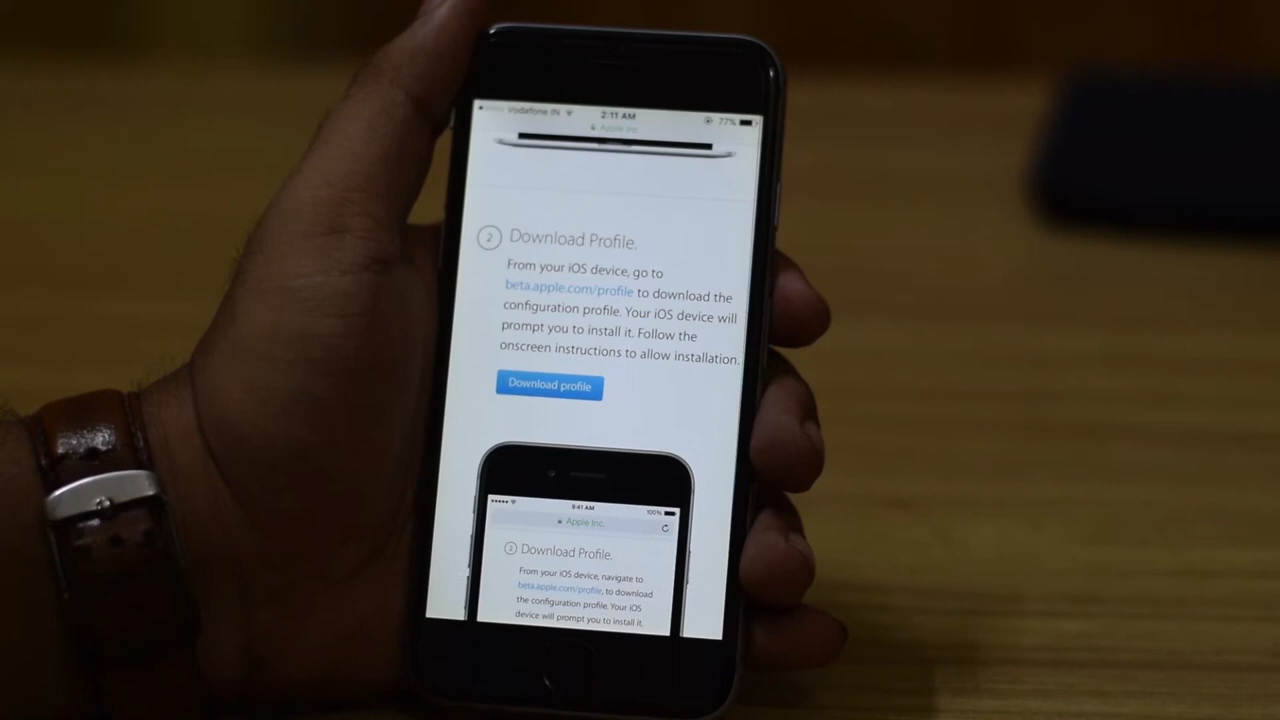 Vodafone IN 2:11 AM 77%
Apple Inc.
2 Download Profile.
From your iOS device, go to
beta.apple.com/profile to download the
configuration profile. Your iOS device will
prompt you to install it. Follow the
onscreen instructions to allow installation.
Download profile
9:41 AM 100%
Apple Inc.
2 Download Profile.
From your iOS device, navigate to
beta.apple.com/profile, to download
the configuration profile. Your iOS
device will prompt you to install it.